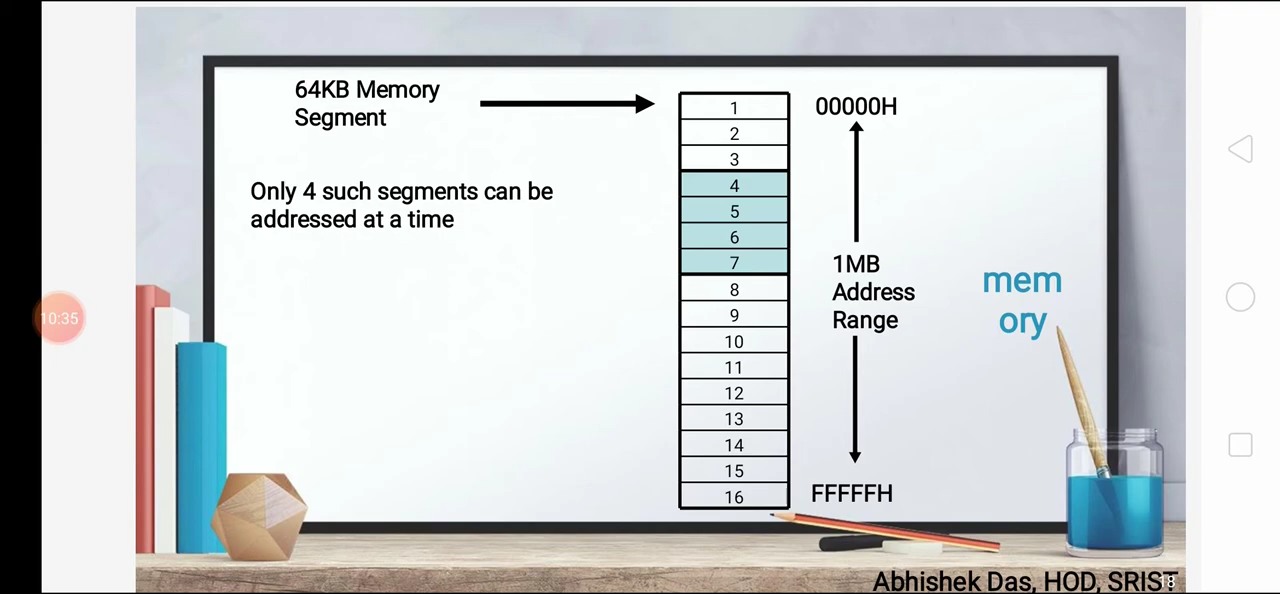 64KB Memory
Segment
Only 4 such segments can be
addressed at a time
1
2
3
4
5
6
7
8
9
10
11
12
13
14
15
16
00000H
1MB
Address
Range
FFFFFH
mem
ory
10:35
Abhishek Das, HOD, SRIST
18